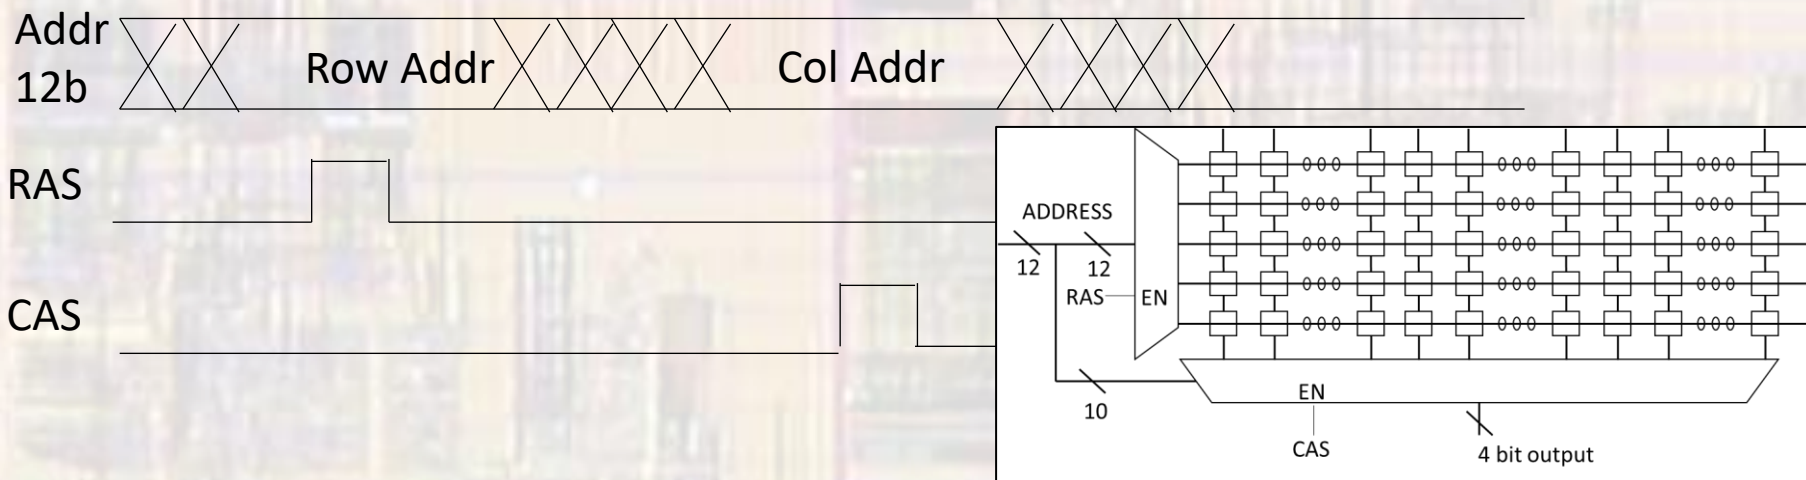 Addr
12b
Row Addr
Col Addr
RAS
CAS
ADDRESS
12
12
RAS
EN
10
EN
CAS
4 bit output